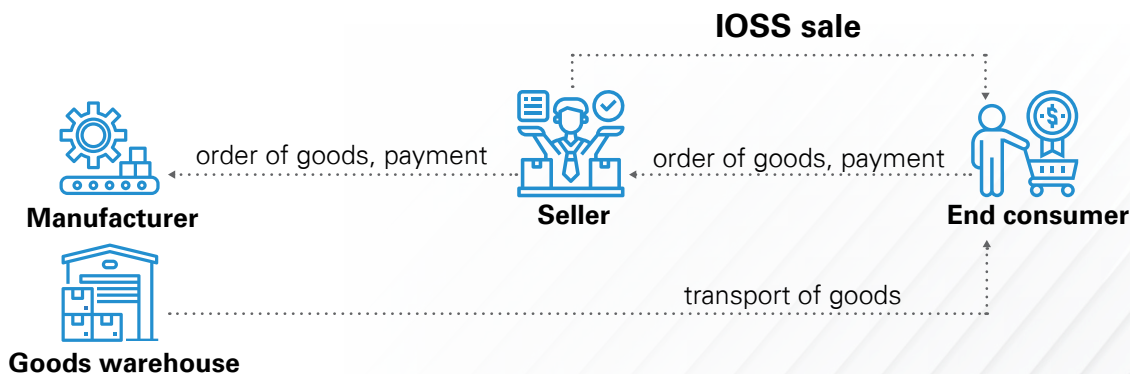 IOSS sale
order of goods, payment
order of goods, payment
Manufacturer
Seller
End consumer
transport of goods
Goods warehouse